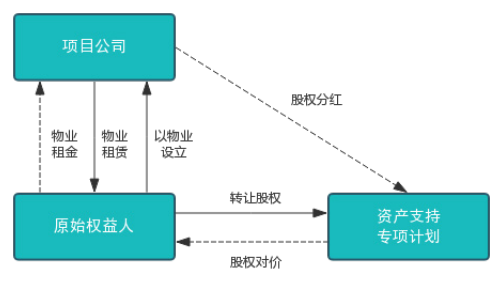 项目公司
股权分红
物业
租金
物业
租赁
以物业
设立
转让股权
原始权益人
资产支持
专项计划
股权对价